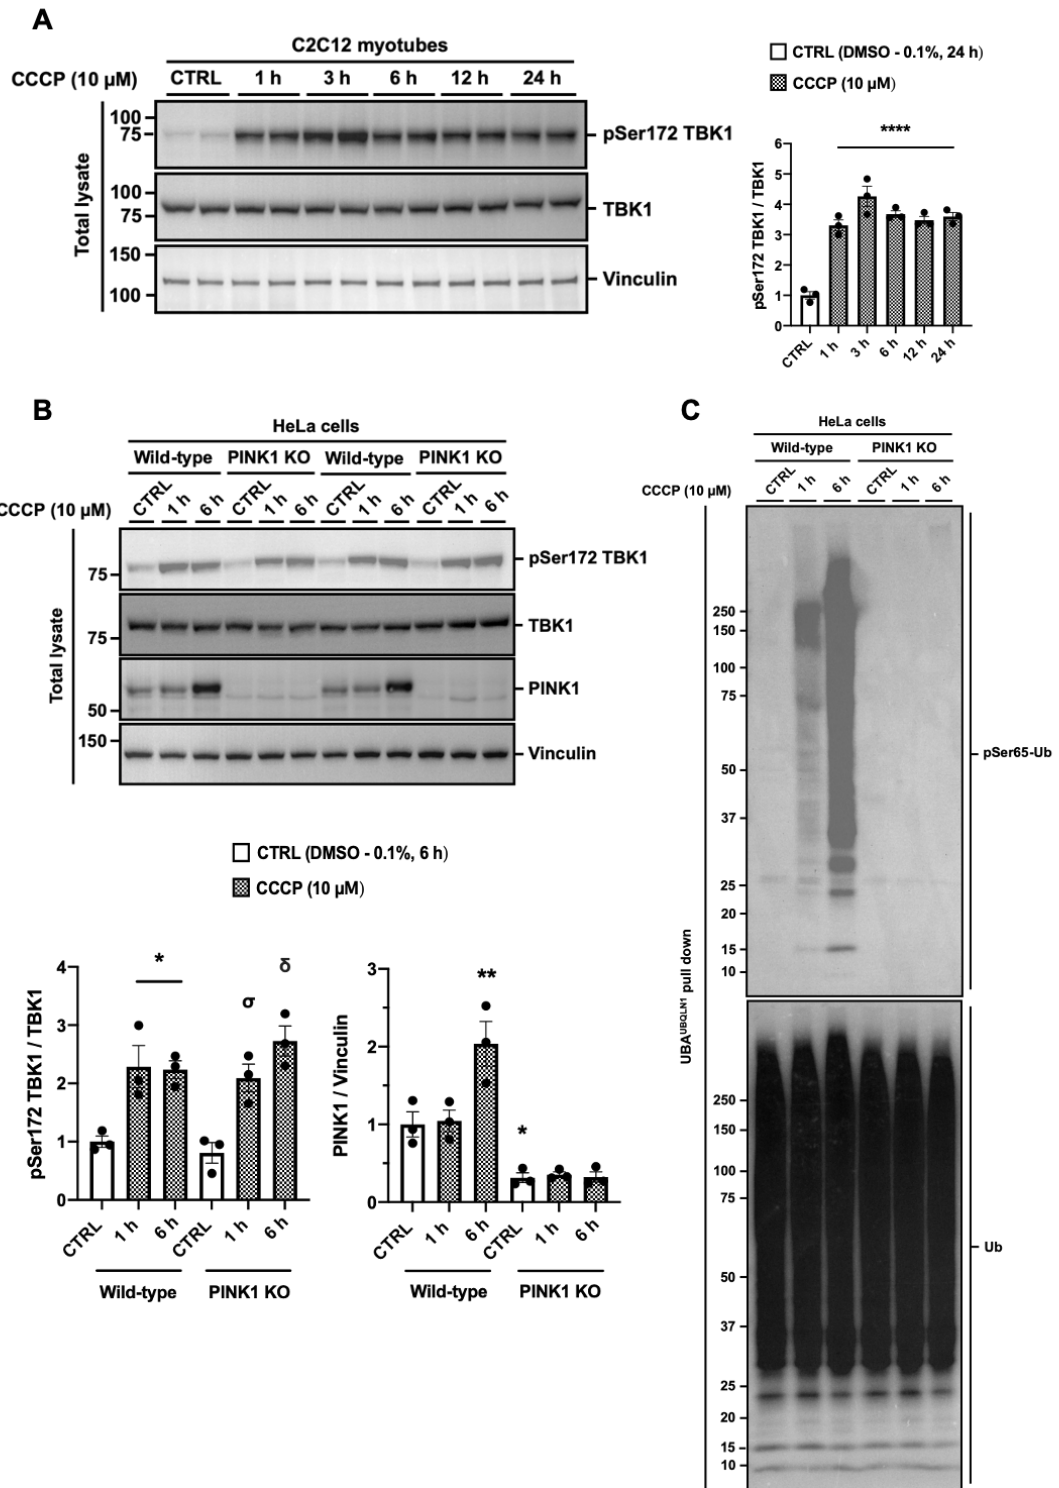 A
C2C12 myotubes
CCCP (10 µM) CTRL 1 h 3 h 6 h 12 h 24 h
Total lysate
100
75
pSer172 TBK1
100
75
TBK1
150
100
Vinculin
CTRL (DMSO - 0.1%, 24 h)
CCCP (10 µM)
****
pSer172 TBK1 / TBK1
6
5
4
3
2
1
0
CTRL 1 h 3 h 6 h 12 h 24 h
B
HeLa cells
Wild-type PINK1 KO Wild-type PINK1 KO
CCCP (10 µM) CTRL 1 h 6 h CTRL 1 h 6 h CTRL 1 h 6 h CTRL 1 h 6 h
Total lysate
75
pSer172 TBK1
75
TBK1
50
PINK1
150
Vinculin
CTRL (DMSO - 0.1%, 6 h)
CCCP (10 µM)
pSer172 TBK1 / TBK1
4
3
2
1
0
*
σ
δ
CTRL 1 h 6 h CTRL 1 h 6 h
Wild-type PINK1 KO
PINK1 / Vinculin
3
2
1
0
**
*
CTRL 1 h 6 h CTRL 1 h 6 h
Wild-type PINK1 KO
C
HeLa cells
Wild-type PINK1 KO
CCCP (10 µM) CTRL 1 h 6 h CTRL 1 h 6 h
UBAUBQLN1 pull down
250
150
100
75
50
37
25
20
15
10
pSer65-Ub
250
150
100
75
50
37
25
20
15
10
Ub